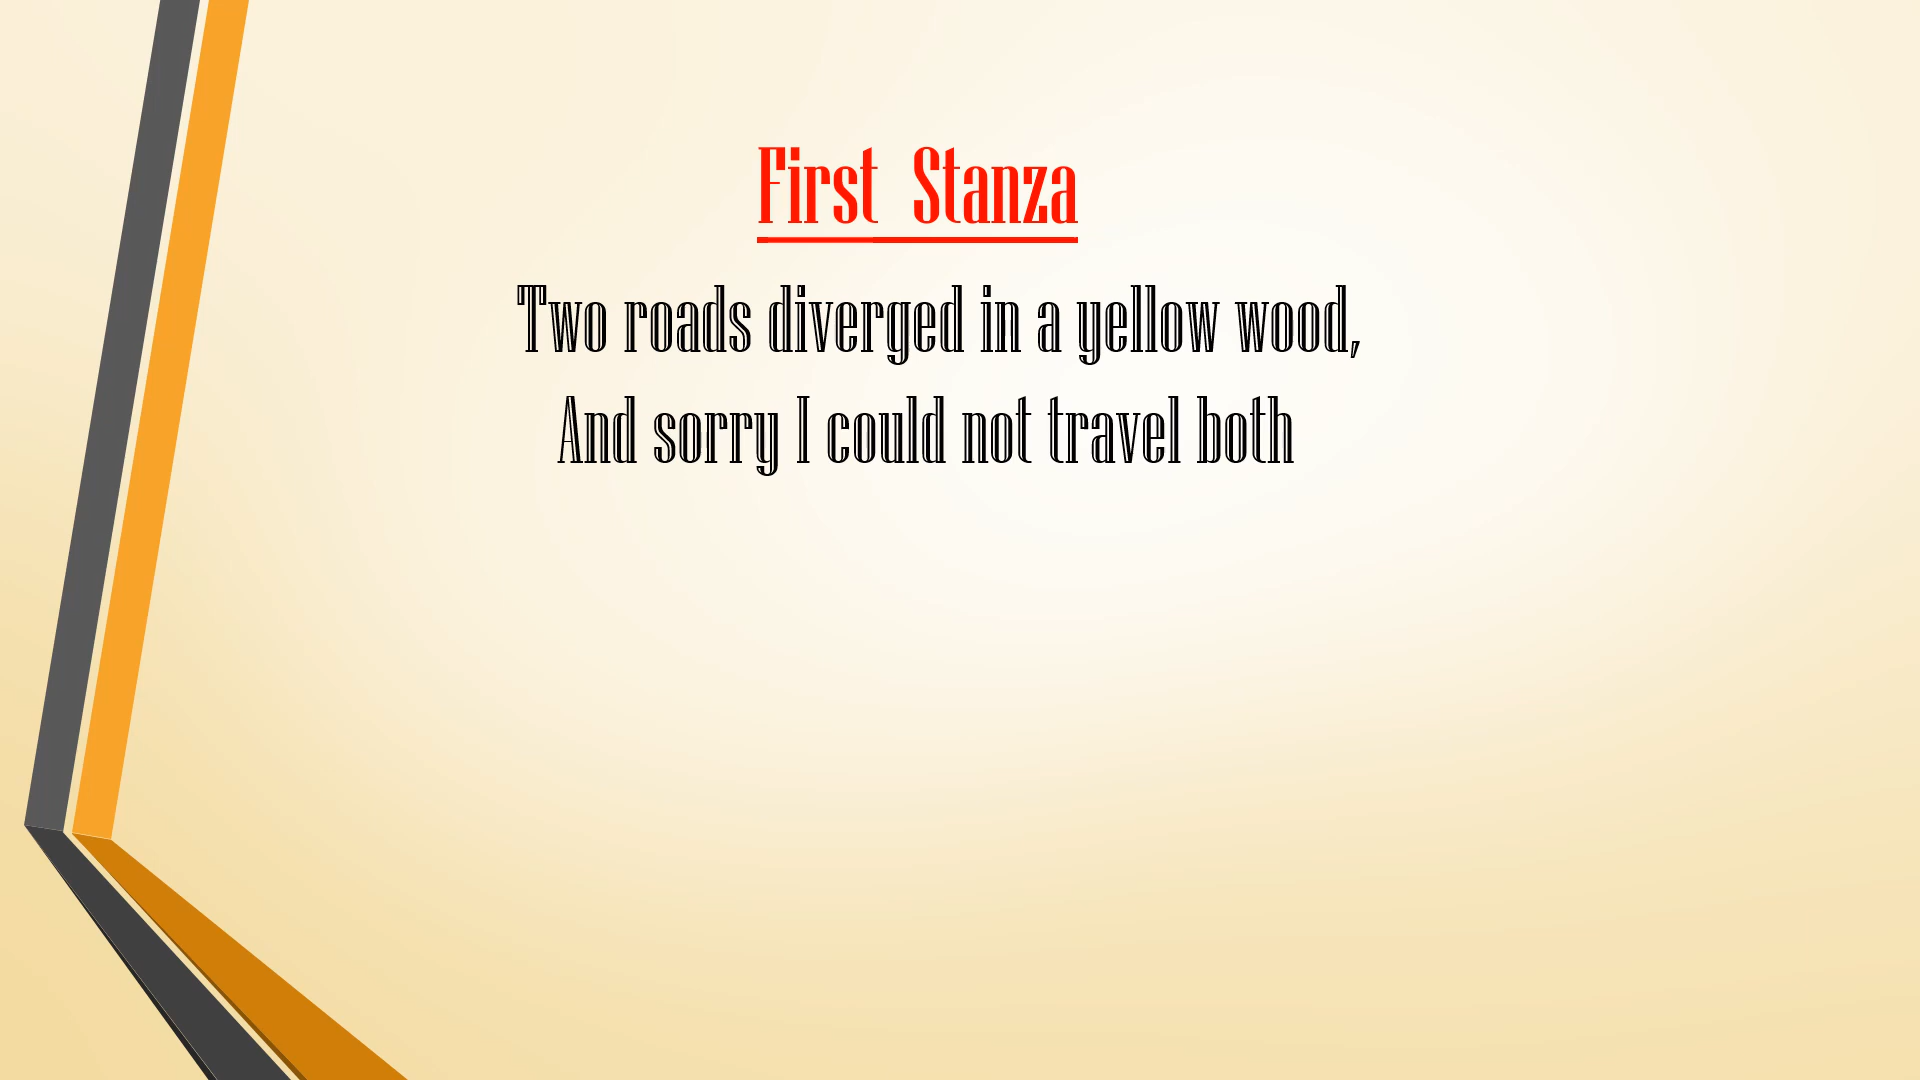 First Stanza
Two roads diverged in a yellow wood,
And sorry I could not travel both